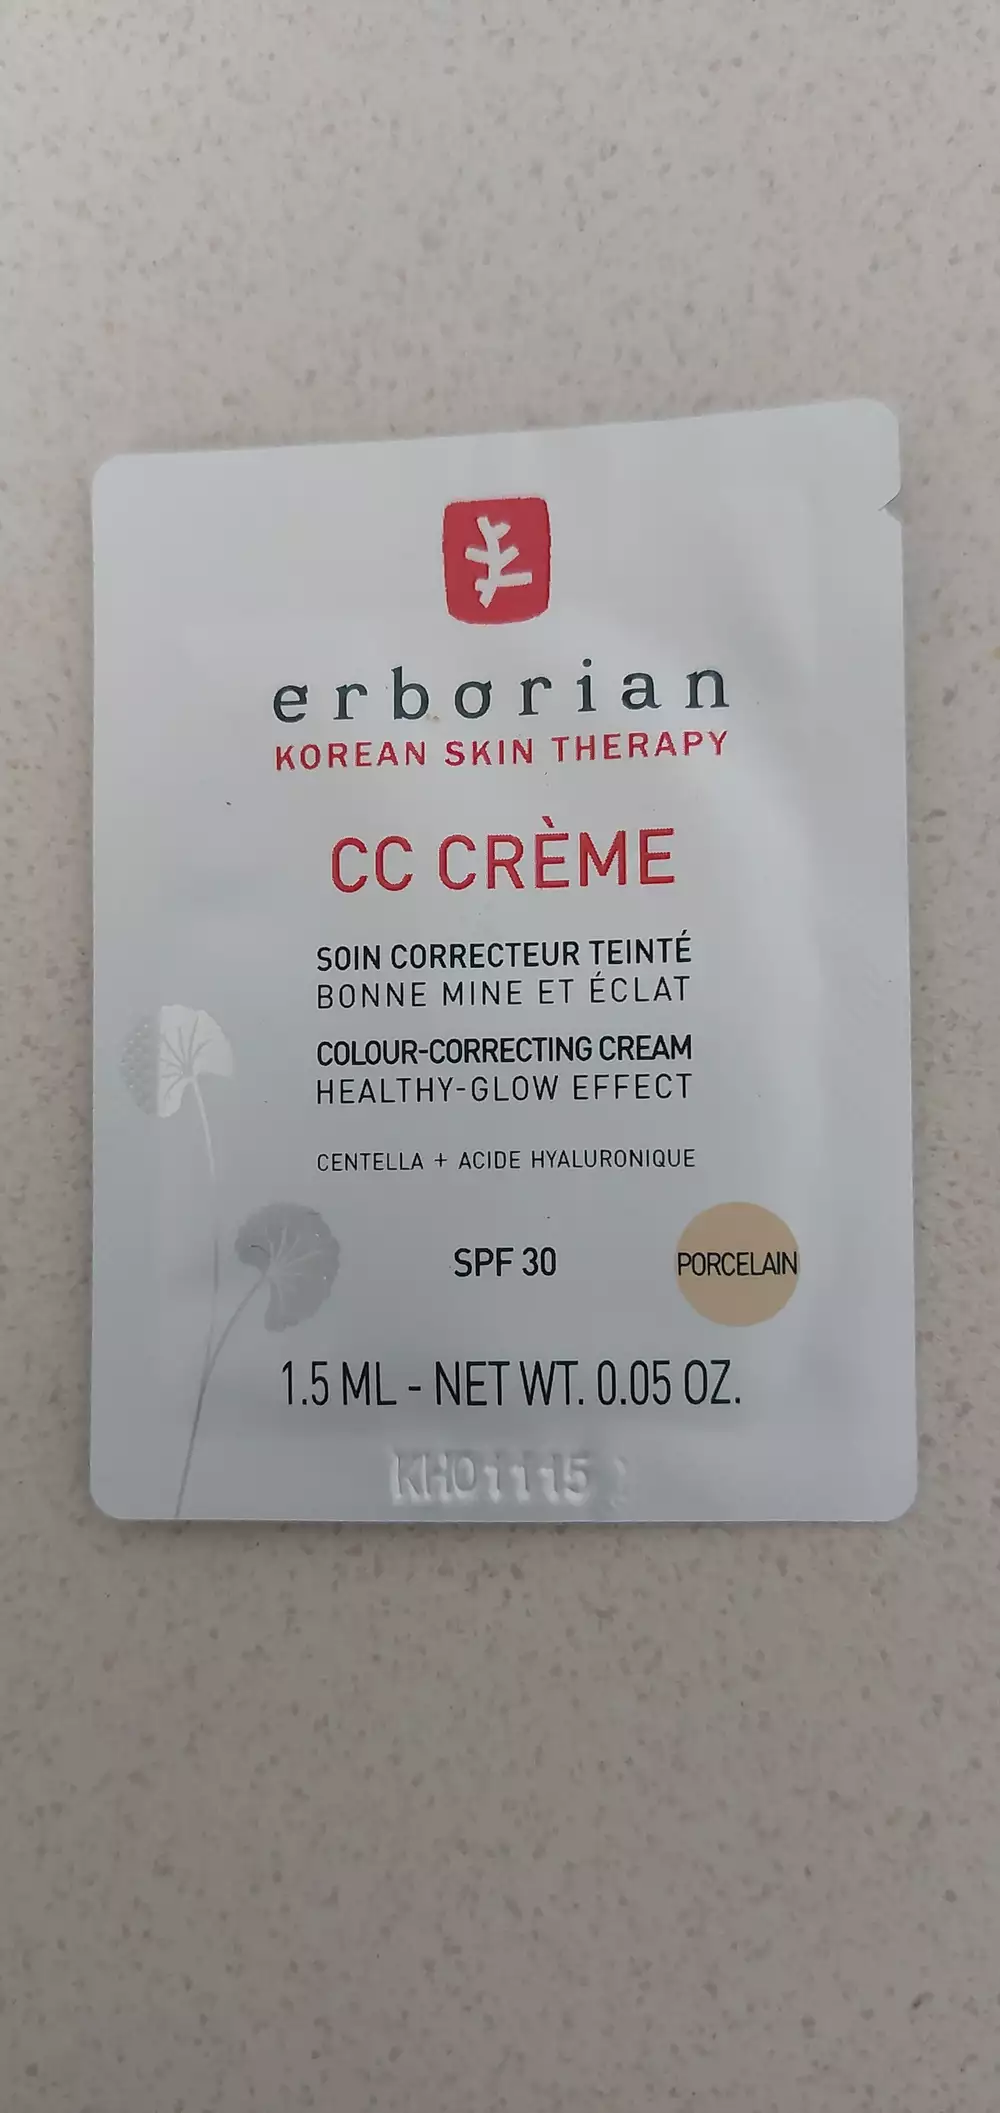 erborian
KOREAN SKIN THERAPY
CC CRÈME
SOIN CORRECTEUR TEINTÉ
BONNE MINE ET ÉCLAT
COLOUR-CORRECTING CREAM
HEALTHY-GLOW EFFECT
CENTELLA + ACIDE HYALURONIQUE
SPF 30
PORCELAIN
1.5 ML - NET WT. 0.05 OZ.